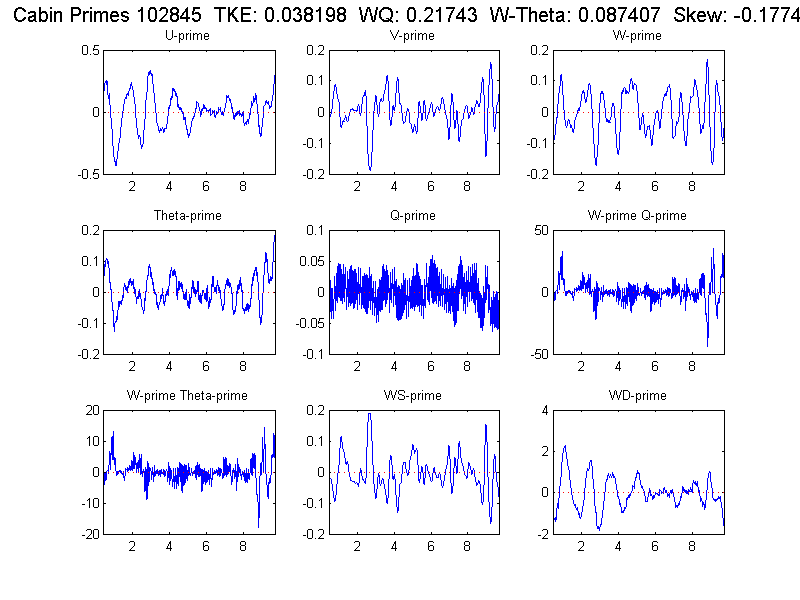 Cabin Primes 102845 TKE: 0.038198 WQ: 0.21743 W-Theta: 0.087407 Skew: -0.1774
U-prime V-prime W-prime
0.5 0.2 0.2
0.1 0.1
0 0 0
-0.1 -0.1
-0.5 -0.2 -0.2
2 4 6 8 2 4 6 8 2 4 6 8
Theta-prime Q-prime W-prime Q-prime
0.2 0.1 50
0.1 0.05
0 0 0
-0.1 -0.05
-0.2 -0.1 -50
2 4 6 8 2 4 6 8 2 4 6 8
W-prime Theta-prime WS-prime WD-prime
20 0.2 4
10 0.1 2
0 0 0
-10 -0.1
-20 -0.2 -2
2 4 6 8 2 4 6 8 2 4 6 8